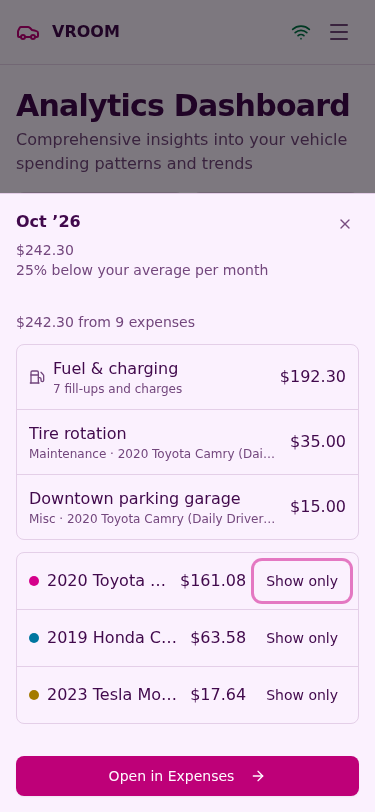 VROOM
Analytics Dashboard
Comprehensive insights into your vehicle
spending patterns and trends
Oct ’26
$242.30
25% below your average per month
$242.30 from 9 expenses
Fuel & charging
7 fill-ups and charges
$192.30
Tire rotation
Maintenance · 2020 Toyota Camry (Dai…
$35.00
Downtown parking garage
Misc · 2020 Toyota Camry (Daily Driver…
$15.00
2020 Toyota … $161.08 Show only
2019 Honda C… $63.58 Show only
2023 Tesla Mo… $17.64 Show only
Open in Expenses